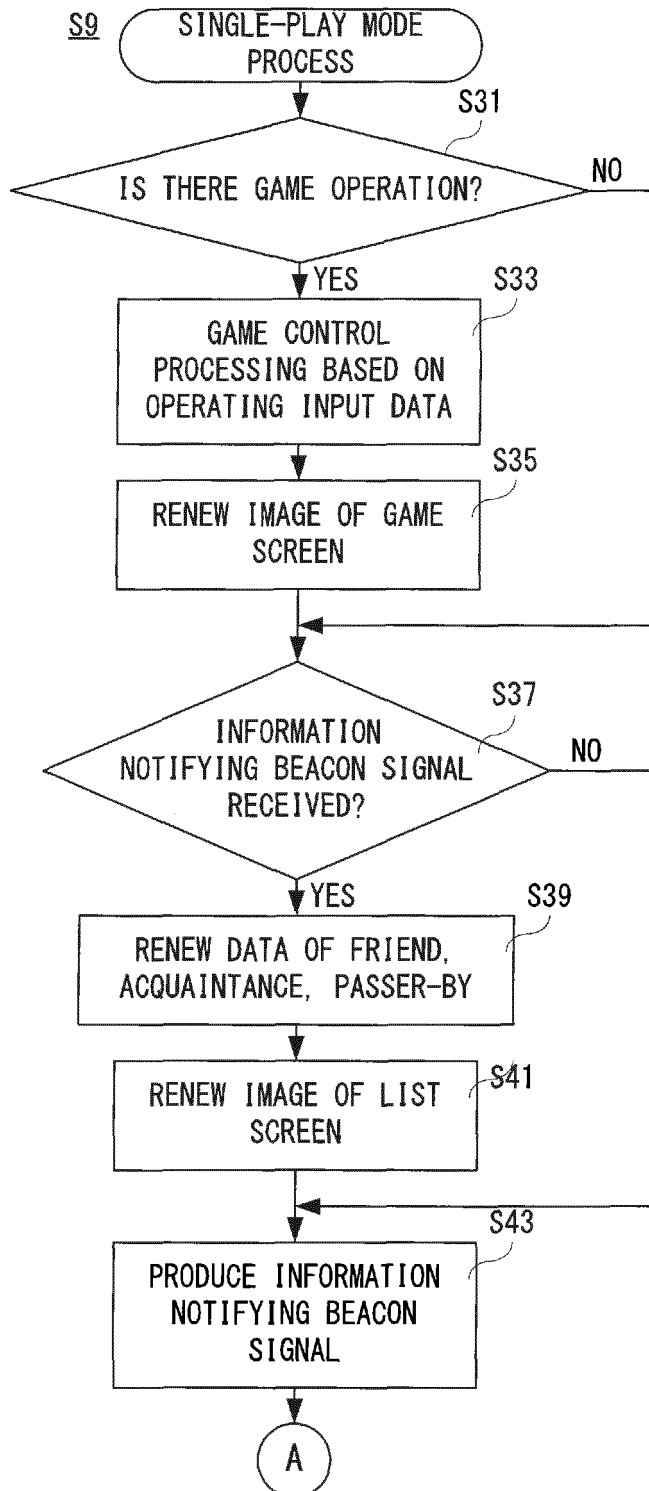 S9
SINGLE-PLAY MODE
PROCESS
S31
IS THERE GAME OPERATION?
NO
YES
S33
GAME CONTROL
PROCESSING BASED ON
OPERATING INPUT DATA
S35
RENEW IMAGE OF GAME
SCREEN
S37
INFORMATION
NOTIFYING BEACON SIGNAL
RECEIVED?
NO
YES
S39
RENEW DATA OF FRIEND,
ACQUAINTANCE, PASSER-BY
S41
RENEW IMAGE OF LIST
SCREEN
S43
PRODUCE INFORMATION
NOTIFYING BEACON
SIGNAL
A